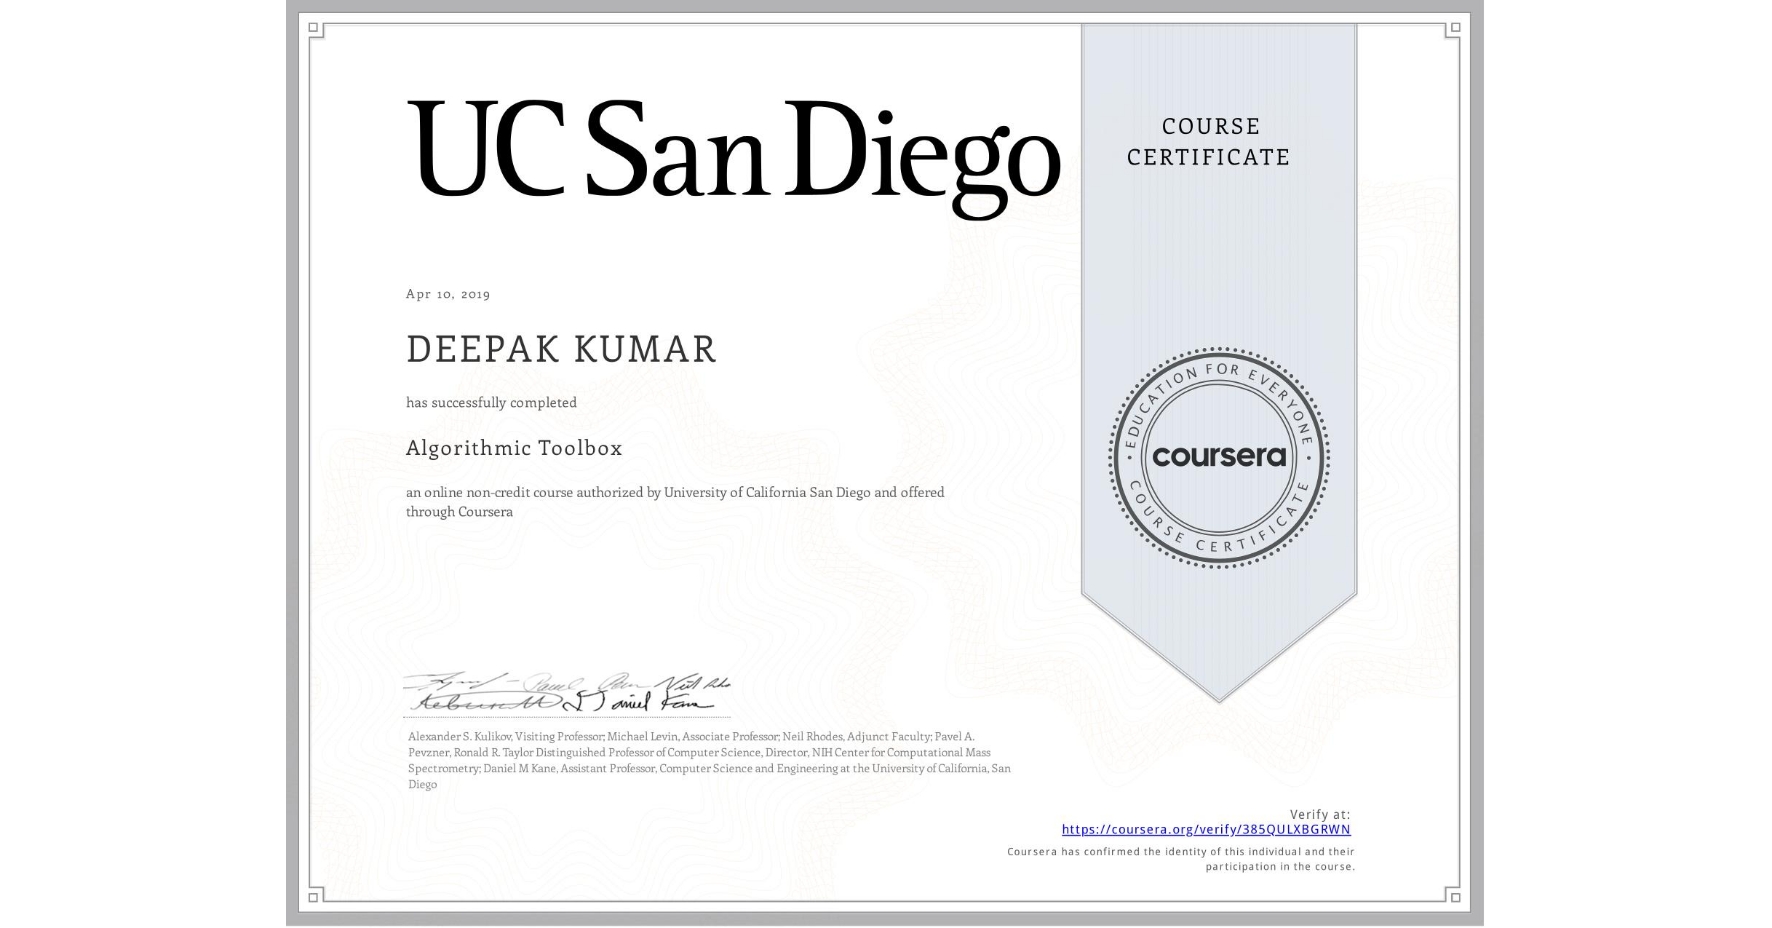 UC San Diego
COURSE
CERTIFICATE
Apr 10, 2019
DEEPAK KUMAR
has successfully completed
Algorithmic Toolbox
an online non-credit course authorized by University of California San Diego and offered
through Coursera
EDUCATION FOR EVERYONE
coursera
COURSE CERTIFICATE
Alexander S. Kulikov, Visiting Professor; Michael Levin, Associate Professor; Neil Rhodes, Adjunct Faculty; Pavel A.
Pevzner, Ronald R. Taylor Distinguished Professor of Computer Science, Director, NIH Center for Computational Mass
Spectrometry; Daniel M Kane, Assistant Professor, Computer Science and Engineering at the University of California, San
Diego
Verify at:
https://coursera.org/verify/385QULXBGRWN
Coursera has confirmed the identity of this individual and their
participation in the course.